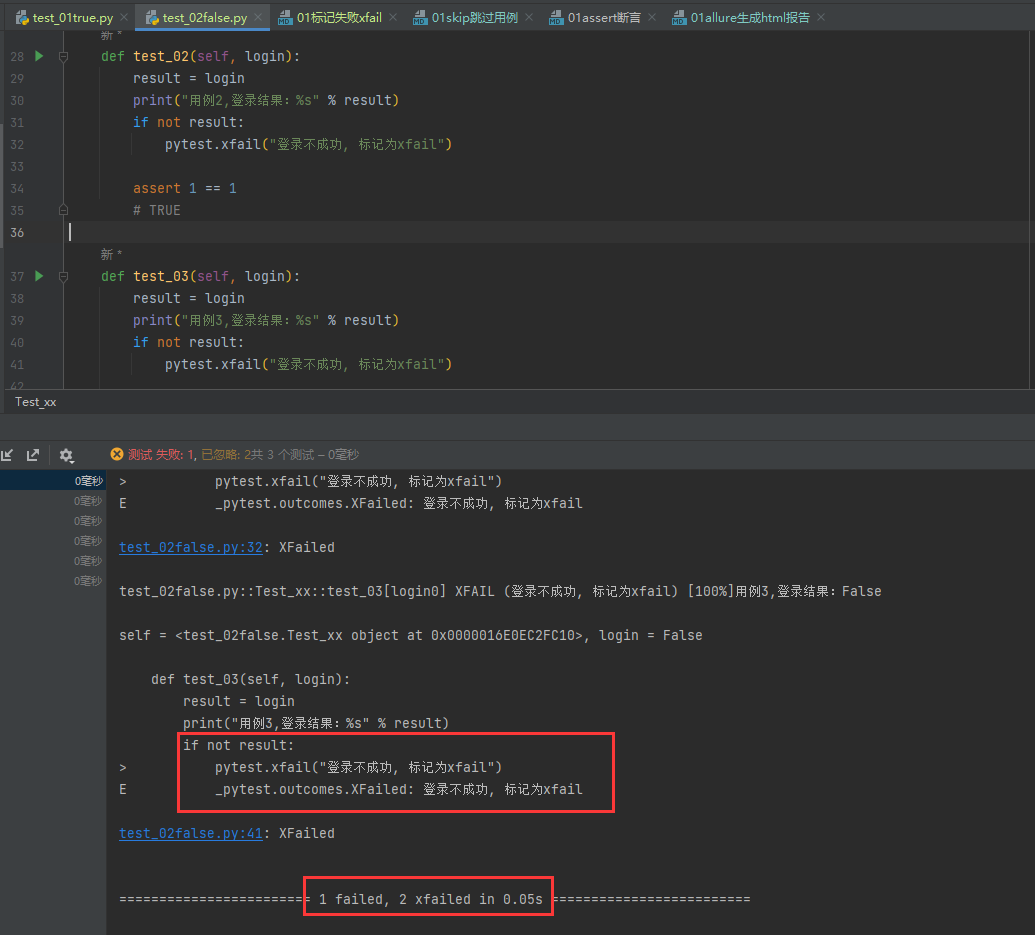 test_01true.py test_02false.py 01标记失败xfail 01skip跳过用例 01assert断言 01allure生成html报告
新 *
28 def test_02(self, login):
29 result = login
30 print("用例2,登录结果：%s" % result)
31 if not result:
32 pytest.xfail("登录不成功, 标记为xfail")
33
34 assert 1 == 1
35 # TRUE
36
新 *
37 def test_03(self, login):
38 result = login
39 print("用例3,登录结果：%s" % result)
40 if not result:
41 pytest.xfail("登录不成功, 标记为xfail")
42
Test_xx
测试 失败: 1, 已忽略: 2共 3 个测试 – 0毫秒
0毫秒
0毫秒
0毫秒
0毫秒
0毫秒
0毫秒
> pytest.xfail("登录不成功, 标记为xfail")
E _pytest.outcomes.XFailed: 登录不成功, 标记为xfail
test_02false.py:32: XFailed
test_02false.py::Test_xx::test_03[login0] XFAIL (登录不成功, 标记为xfail) [100%]用例3,登录结果：False
self = <test_02false.Test_xx object at 0x0000016E0EC2FC10>, login = False
def test_03(self, login):
result = login
print("用例3,登录结果：%s" % result)
if not result:
> pytest.xfail("登录不成功, 标记为xfail")
E _pytest.outcomes.XFailed: 登录不成功, 标记为xfail
test_02false.py:41: XFailed
======================== 1 failed, 2 xfailed in 0.05s =========================